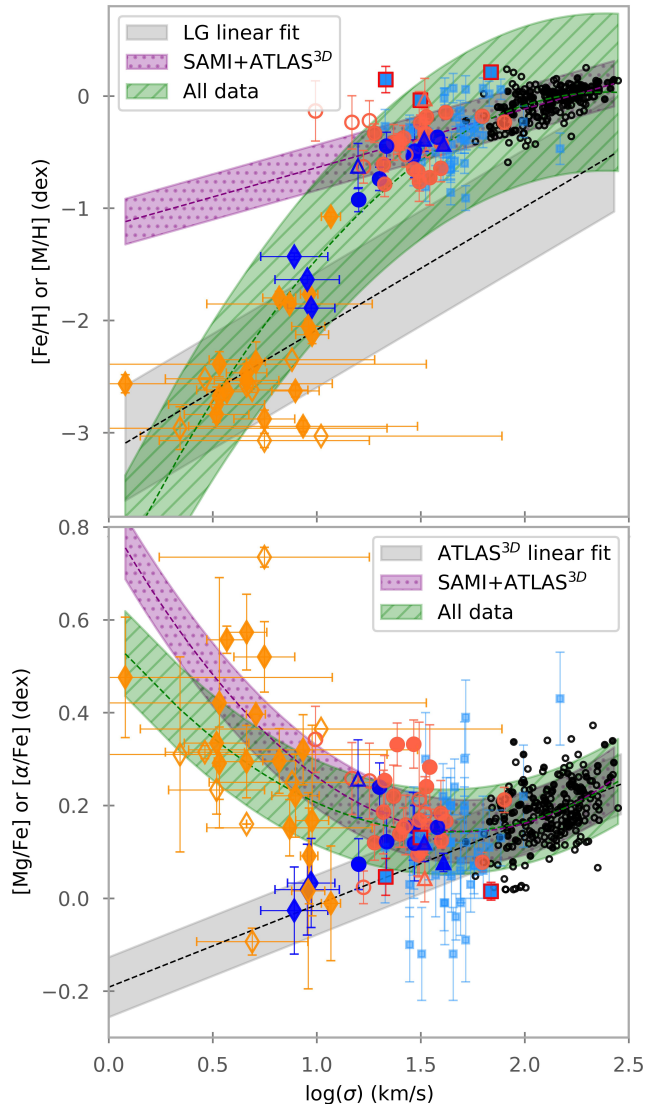 LG linear fit
SAMI+ATLAS³ᴰ
All data
0
−1
−2
−3
[Fe/H] or [M/H] (dex)
ATLAS³ᴰ linear fit
SAMI+ATLAS³ᴰ
All data
0.8
0.6
0.4
0.2
0.0
−0.2
[Mg/Fe] or [α/Fe] (dex)
0.0 0.5 1.0 1.5 2.0 2.5
log(σ) (km/s)